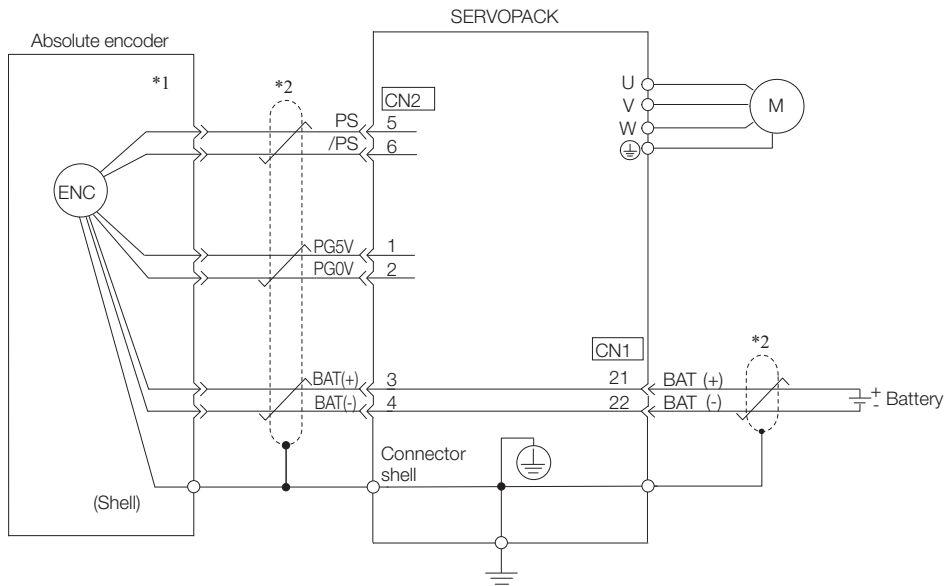 SERVOPACK
Absolute encoder
*1
*2
CN2
U
V
W
M
PS
5
/PS
6
ENC
PG5V
1
PG0V
2
CN1
*2
BAT(+)
3
21
BAT (+)
BAT(-)
4
22
BAT (-)
+
-
Battery
Connector
shell
(Shell)